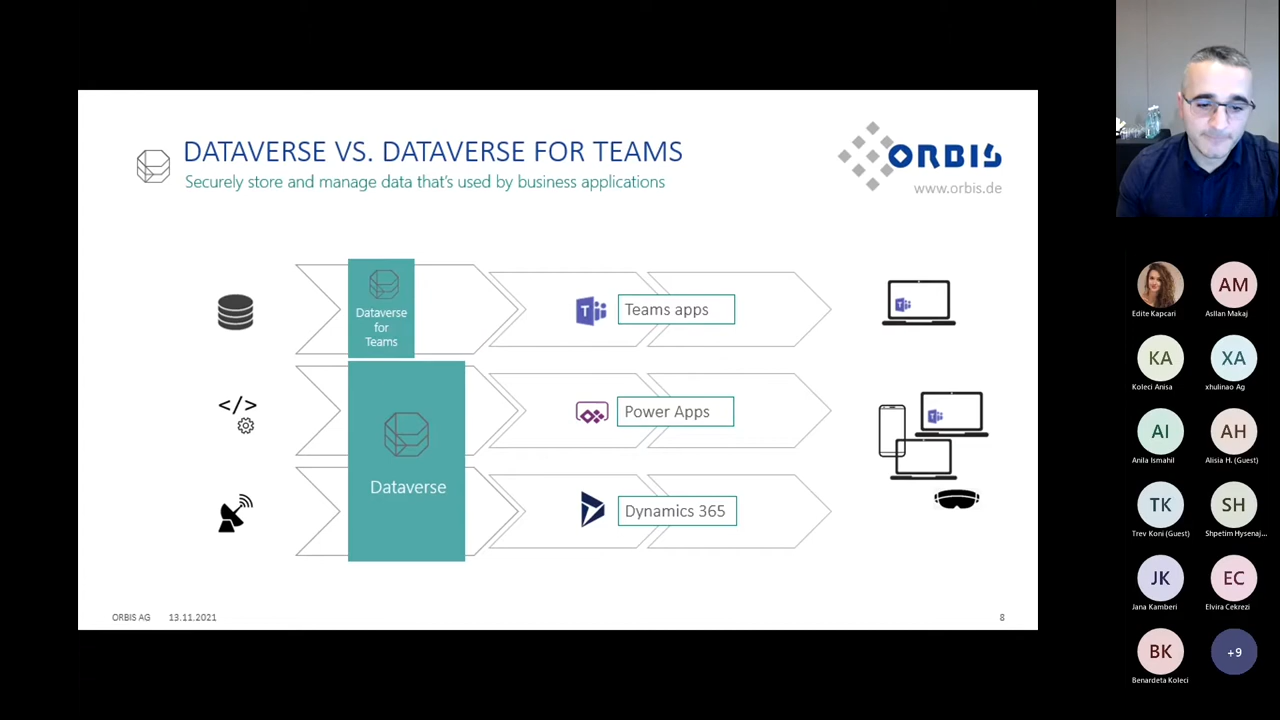 DATAVERSE VS. DATAVERSE FOR TEAMS
Securely store and manage data that's used by business applications
ORBIS
www.orbis.de
Dataverse
for
Teams
Teams apps
</>
Power Apps
Dataverse
Dynamics 365
ORBIS AG 13.11.2021 8
AM
Edite Kapcari Asllan Makaj
KA XA
Koleci Anisa xhulinao Ag
AI AH
Anila Ismahil Alisia H. (Guest)
TK SH
Trev Koni (Guest) Shpetim Hysenaj...
JK EC
Jana Kamberi Elvira Cekrezi
BK +9
Benardeta Koleci